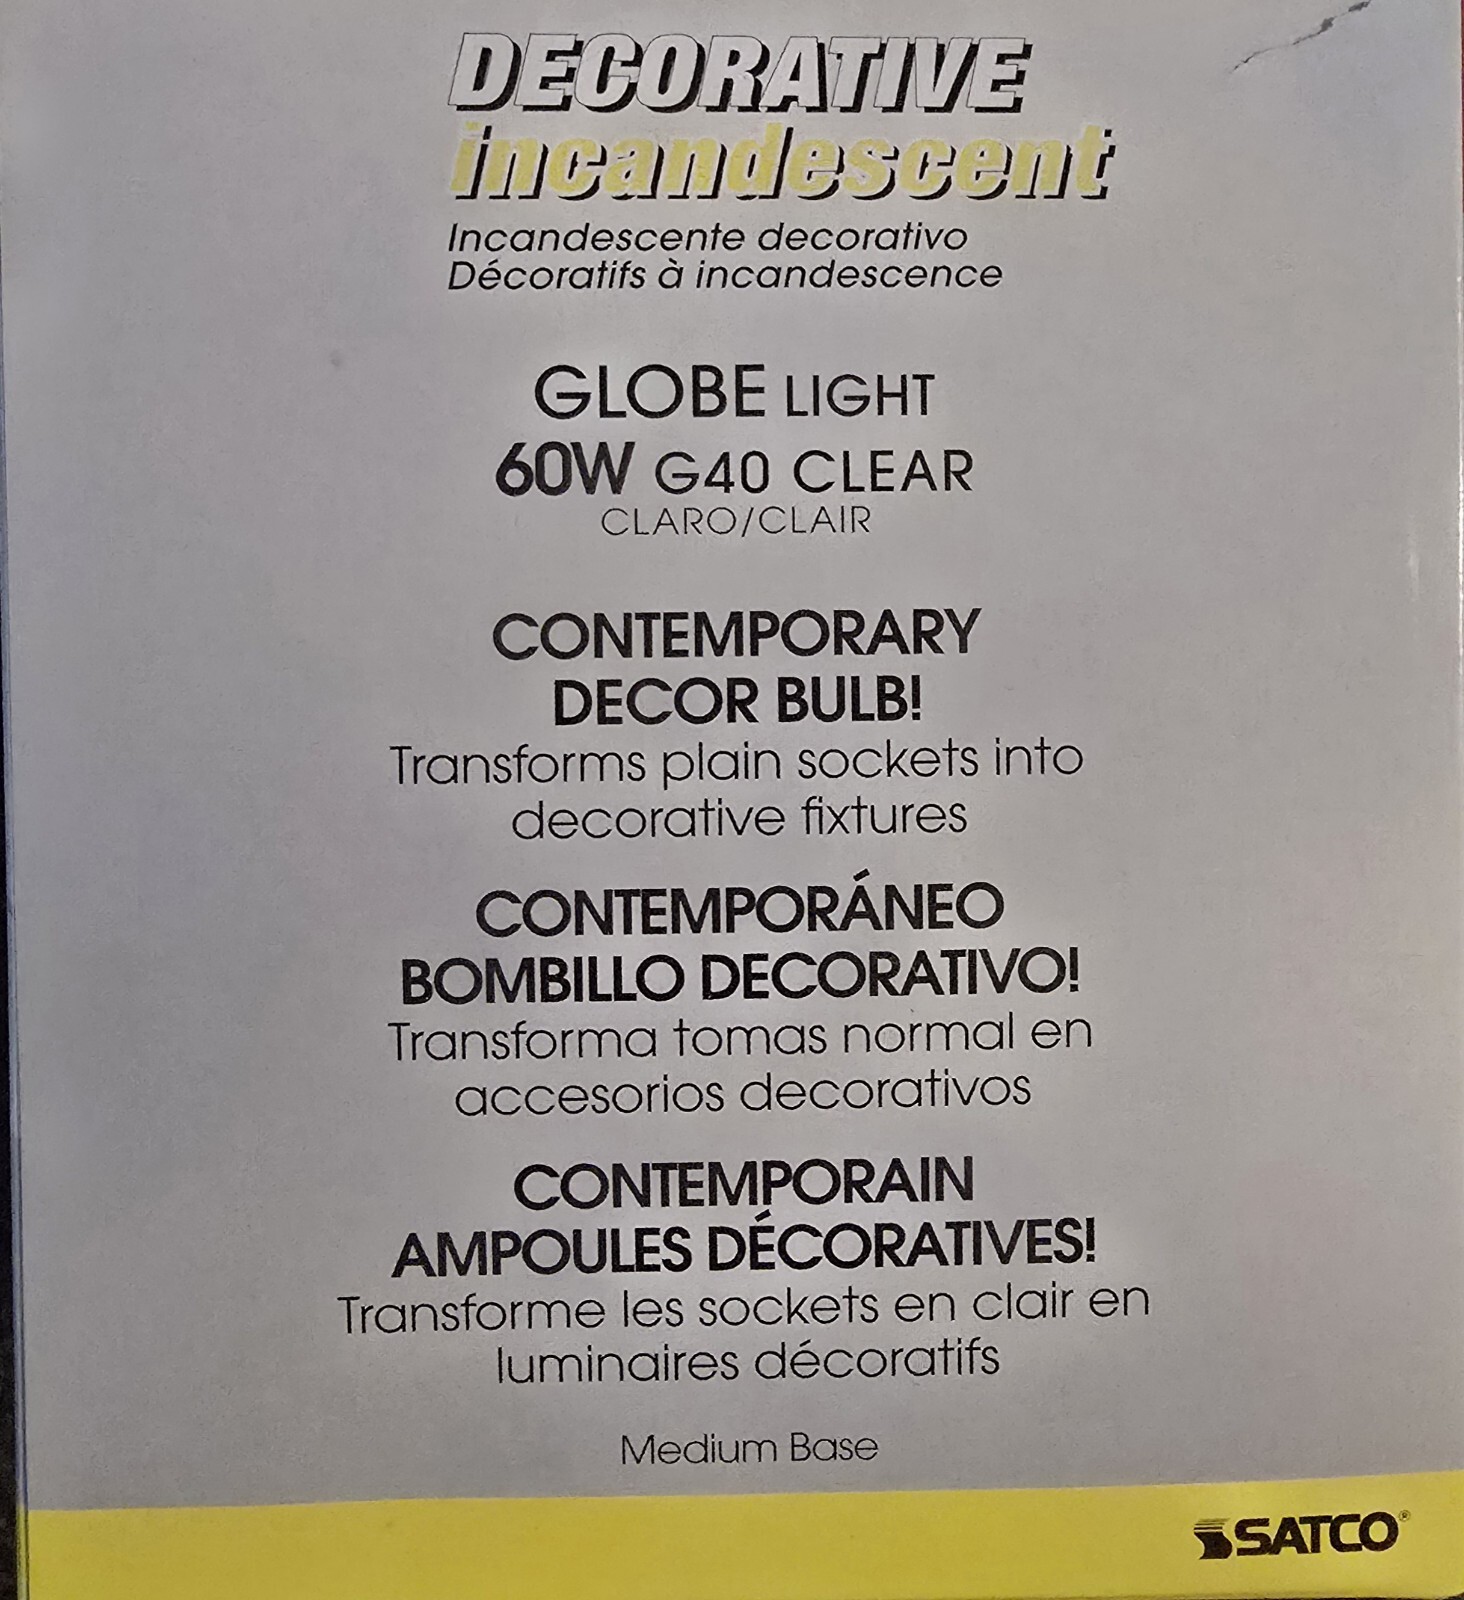 DECORATIVE
incandescent
Incandescente decorativo
Décoratifs à incandescence
GLOBE LIGHT
60W G40 CLEAR
CLARO/CLAIR
CONTEMPORARY
DECOR BULB!
Transforms plain sockets into
decorative fixtures
CONTEMPORÁNEO
BOMBILLO DECORATIVO!
Transforma tomas normal en
accesorios decorativos
CONTEMPORAIN
AMPOULES DÉCORATIVES!
Transforme les sockets en clair en
luminaires décoratifs
Medium Base
SATCO®